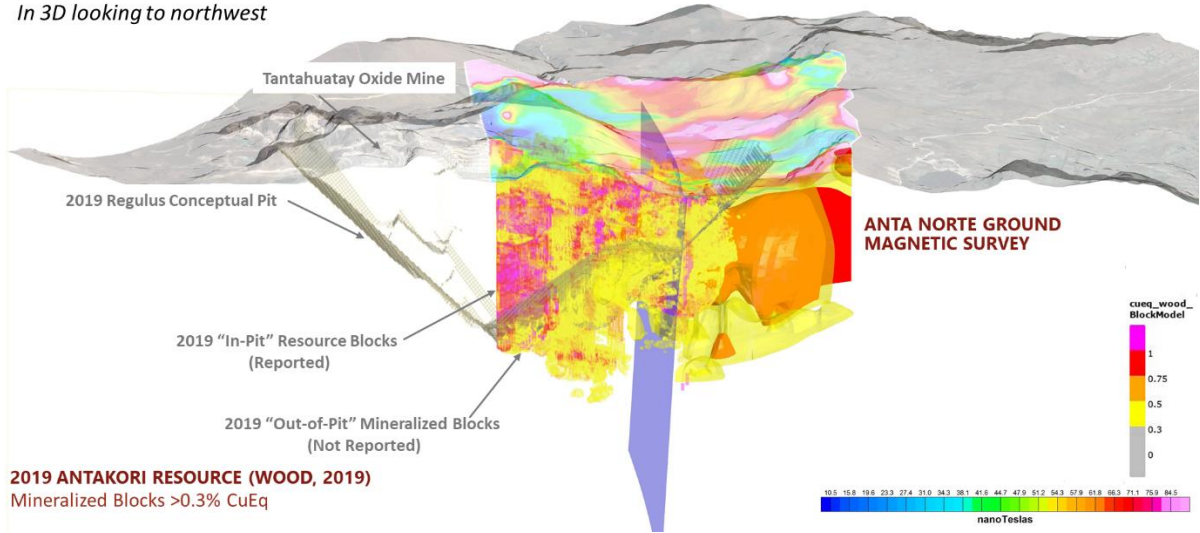 In 3D looking to northwest
Tantahuatay Oxide Mine
2019 Regulus Conceptual Pit
ANTA NORTE GROUND
MAGNETIC SURVEY
2019 “In-Pit” Resource Blocks
(Reported)
2019 “Out-of-Pit” Mineralized Blocks
(Not Reported)
2019 ANTAKORI RESOURCE (WOOD, 2019)
Mineralized Blocks >0.3% CuEq
cueq_wood_
BlockModel
1
0.75
0.5
0.3
0
10.5 15.8 19.6 23.3 27.4 31.0 34.3 38.1 41.6 44.7 47.9 51.2 54.3 57.9 61.8 66.3 71.1 75.9 84.5
nanoTeslas